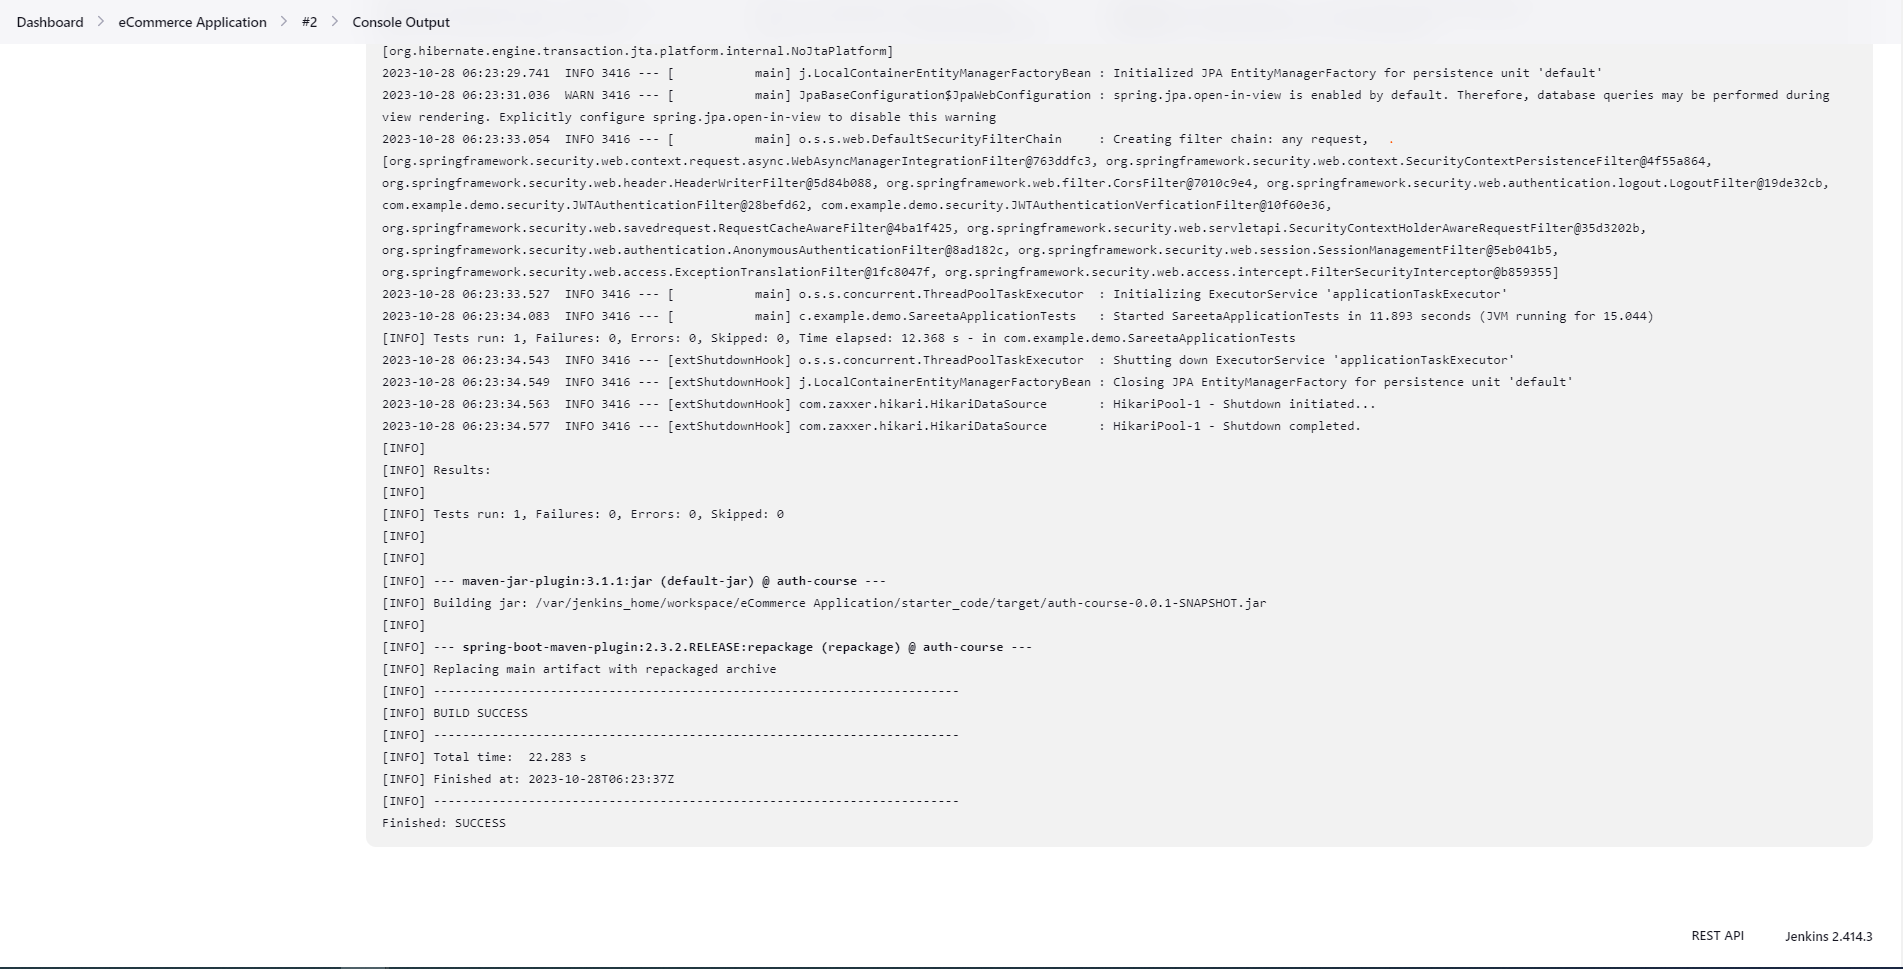 Dashboard > eCommerce Application > #2 > Console Output
[org.hibernate.engine.transaction.jta.platform.internal.NoJtaPlatform]
2023-10-28 06:23:29.741  INFO 3416 --- [           main] j.LocalContainerEntityManagerFactoryBean : Initialized JPA EntityManagerFactory for persistence unit 'default'
2023-10-28 06:23:31.036  WARN 3416 --- [           main] JpaBaseConfiguration$JpaWebConfiguration : spring.jpa.open-in-view is enabled by default. Therefore, database queries may be performed during
view rendering. Explicitly configure spring.jpa.open-in-view to disable this warning
2023-10-28 06:23:33.054  INFO 3416 --- [           main] o.s.s.web.DefaultSecurityFilterChain     : Creating filter chain: any request,
[org.springframework.security.web.context.request.async.WebAsyncManagerIntegrationFilter@763ddfc3, org.springframework.security.web.context.SecurityContextPersistenceFilter@4f55a864,
org.springframework.security.web.header.HeaderWriterFilter@5d84b088, org.springframework.web.filter.CorsFilter@7010c9e4, org.springframework.security.web.authentication.logout.LogoutFilter@19de32cb,
com.example.demo.security.JWTAuthenticationFilter@28befd62, com.example.demo.security.JWTAuthenticationVerficationFilter@10f60e36,
org.springframework.security.web.savedrequest.RequestCacheAwareFilter@4ba1f425, org.springframework.security.web.servletapi.SecurityContextHolderAwareRequestFilter@35d3202b,
org.springframework.security.web.authentication.AnonymousAuthenticationFilter@8ad182c, org.springframework.security.web.session.SessionManagementFilter@5eb041b5,
org.springframework.security.web.access.ExceptionTranslationFilter@1fc8047f, org.springframework.security.web.access.intercept.FilterSecurityInterceptor@b859355]
2023-10-28 06:23:33.527  INFO 3416 --- [           main] o.s.s.concurrent.ThreadPoolTaskExecutor  : Initializing ExecutorService 'applicationTaskExecutor'
2023-10-28 06:23:34.083  INFO 3416 --- [           main] c.example.demo.SareetaApplicationTests   : Started SareetaApplicationTests in 11.893 seconds (JVM running for 15.044)
[INFO] Tests run: 1, Failures: 0, Errors: 0, Skipped: 0, Time elapsed: 12.368 s - in com.example.demo.SareetaApplicationTests
2023-10-28 06:23:34.543  INFO 3416 --- [extShutdownHook] o.s.s.concurrent.ThreadPoolTaskExecutor  : Shutting down ExecutorService 'applicationTaskExecutor'
2023-10-28 06:23:34.549  INFO 3416 --- [extShutdownHook] j.LocalContainerEntityManagerFactoryBean : Closing JPA EntityManagerFactory for persistence unit 'default'
2023-10-28 06:23:34.563  INFO 3416 --- [extShutdownHook] com.zaxxer.hikari.HikariDataSource       : HikariPool-1 - Shutdown initiated...
2023-10-28 06:23:34.577  INFO 3416 --- [extShutdownHook] com.zaxxer.hikari.HikariDataSource       : HikariPool-1 - Shutdown completed.
[INFO]
[INFO] Results:
[INFO]
[INFO] Tests run: 1, Failures: 0, Errors: 0, Skipped: 0
[INFO]
[INFO]
[INFO] --- maven-jar-plugin:3.1.1:jar (default-jar) @ auth-course ---
[INFO] Building jar: /var/jenkins_home/workspace/eCommerce Application/starter_code/target/auth-course-0.0.1-SNAPSHOT.jar
[INFO]
[INFO] --- spring-boot-maven-plugin:2.3.2.RELEASE:repackage (repackage) @ auth-course ---
[INFO] Replacing main artifact with repackaged archive
[INFO] ------------------------------------------------------------------------
[INFO] BUILD SUCCESS
[INFO] ------------------------------------------------------------------------
[INFO] Total time:  22.283 s
[INFO] Finished at: 2023-10-28T06:23:37Z
[INFO] ------------------------------------------------------------------------
Finished: SUCCESS
REST API Jenkins 2.414.3